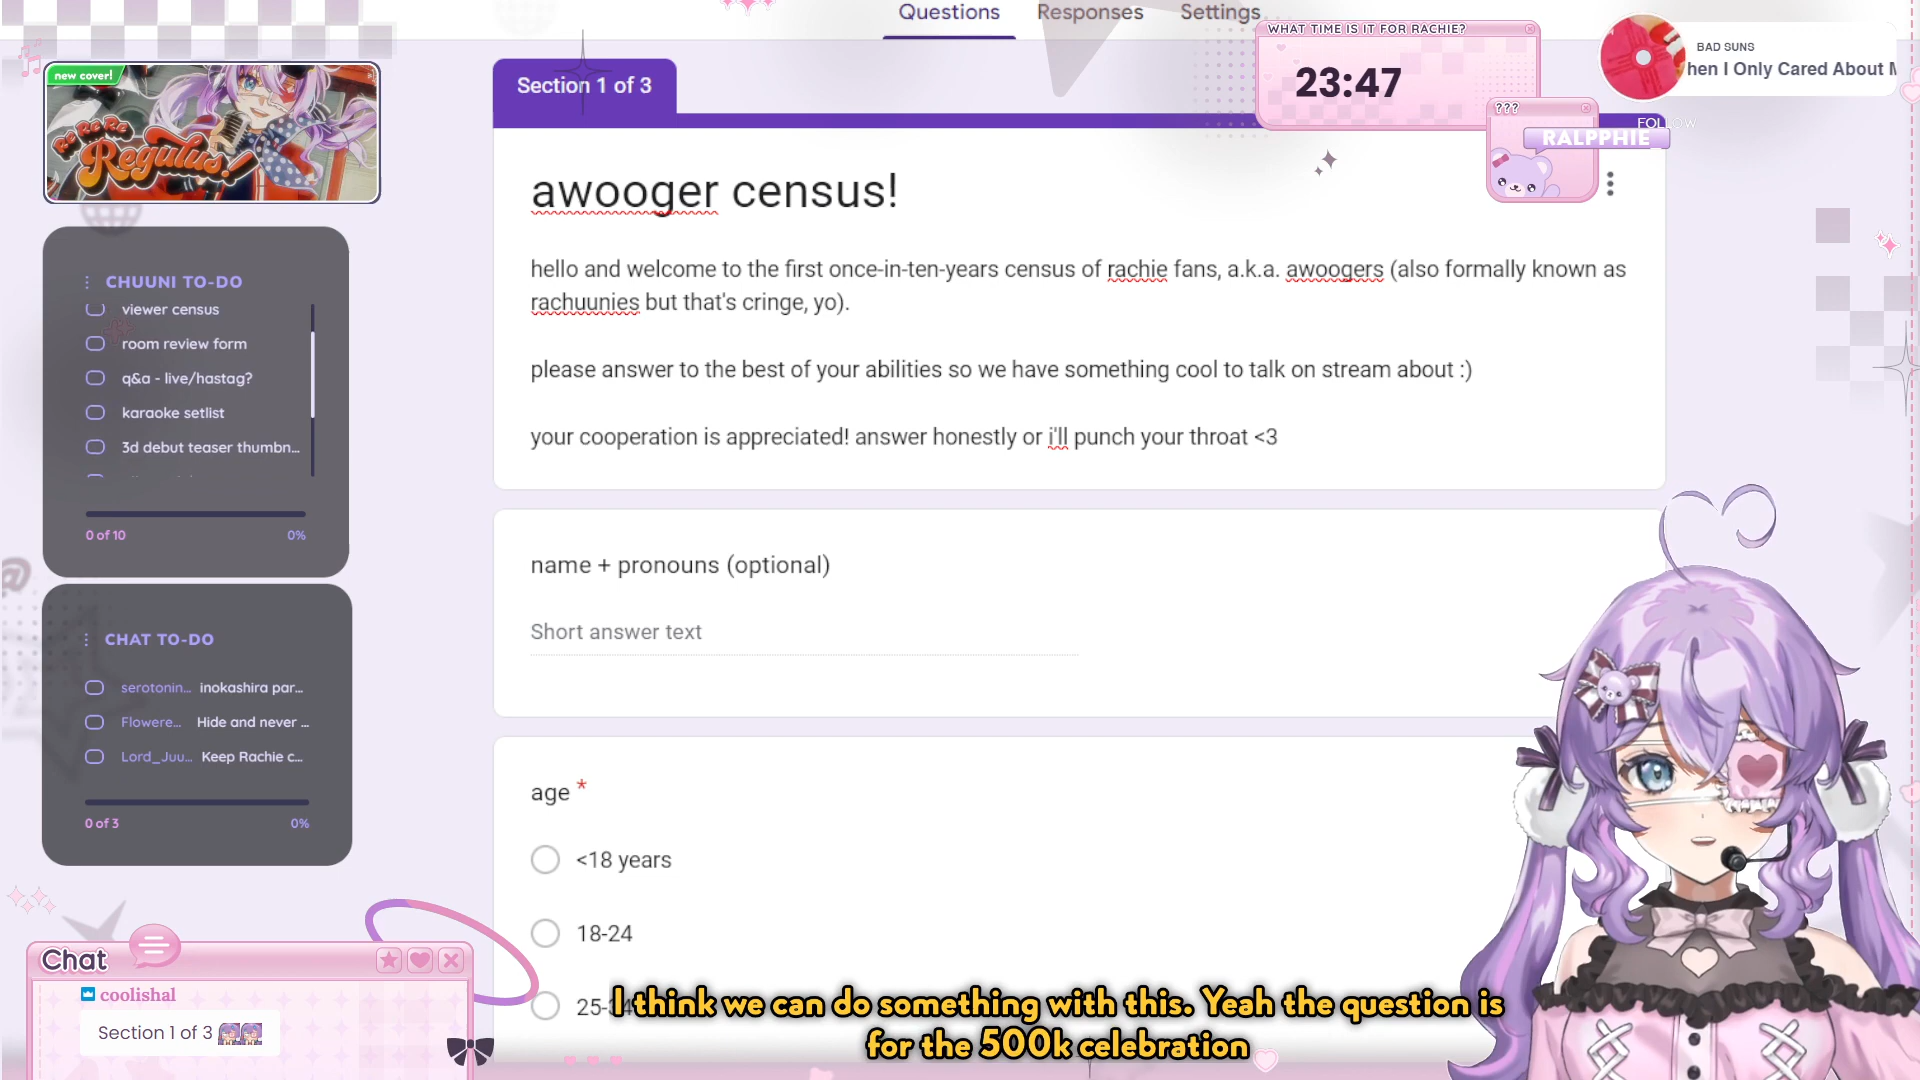 Questions
Responses
Settings
WHAT TIME IS IT FOR RACHIE?
23:47
BAD SUNS
hen I Only Cared About M
???
FOLLOW
RALPPHIE
new cover!
Re Re Re
Regulus!
Section 1 of 3
awooger census!
hello and welcome to the first once-in-ten-years census of rachie fans, a.k.a. awoogers (also formally known as
rachuunies but that's cringe, yo).
please answer to the best of your abilities so we have something cool to talk on stream about :)
your cooperation is appreciated! answer honestly or i'll punch your throat <3
name + pronouns (optional)
Short answer text
age *
<18 years
18-24
CHUUNI TO-DO
viewer census
room review form
q&a - live/hastag?
karaoke setlist
3d debut teaser thumbn...
0 of 10
0%
CHAT TO-DO
serotonin... inokashira par...
Flowere... Hide and never ...
Lord_Juu... Keep Rachie c...
0 of 3
0%
Chat
coolishal
Section 1 of 3
I think we can do something with this. Yeah the question is
for the 500k celebration